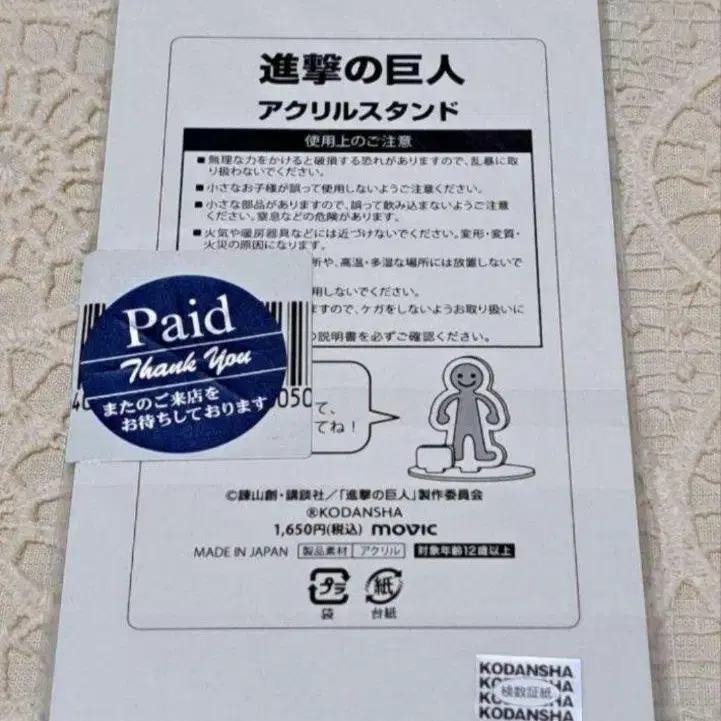 進撃の巨人
アクリルスタンド
使用上のご注意
■無理な力をかけると破損する恐れがありますので、乱暴に取
り扱わないでください。
■小さなお子様が誤って使用しないようご注意ください。
■小さな部品がありますので、誤って飲み込まないようご注意
ください。窒息などの危険があります。
■火気や暖房器具などには近づけないでください。変形・変質・
火災の原因になります。
所や、高温・多湿な場所には放置しないで
用しないでください。
ますので、ケガをしないようお取り扱いに
の説明書を必ずご確認ください。
Paid
Thank You
またのご来店を
お待ちしております
4
050
て、
てね！
©諫山創・講談社／「進撃の巨人」製作委員会
®KODANSHA
1,650円(税込) movic
MADE IN JAPAN 製品素材 アクリル 対象年齢12歳以上
プラ 紙
袋 台紙
KODANSHA
検数証紙
KODANSHA